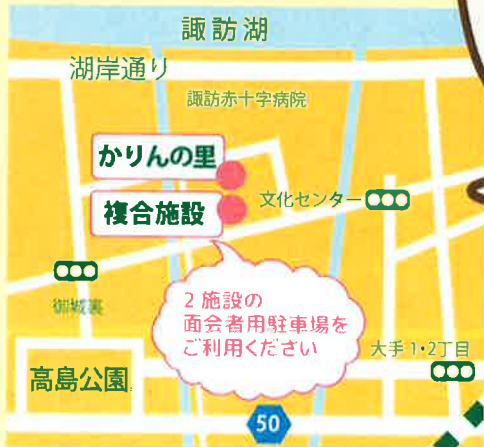 諏訪湖
湖岸通り
諏訪赤十字病院
かりんの里
複合施設
文化センター
御城裏
2 施設の
面会者用駐車場を
ご利用ください
大手 1・2丁目
高島公園
50